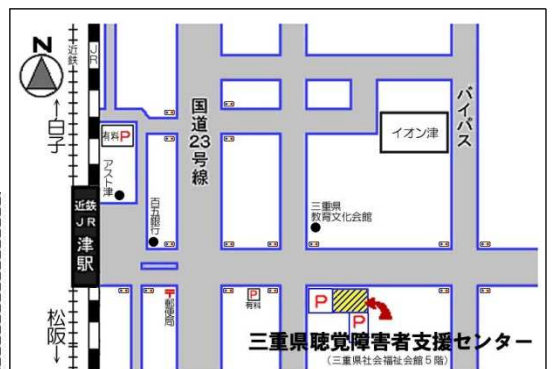 N
近鉄
JR
←白子
有料P
アスト津
近鉄
JR
津駅
松阪→
百五銀行
国道23号線
バイパス
イオン津
三重県
教育文化会館
〒郵便局
P
有料
P
P
三重県聴覚障害者支援センター
(三重県社会福祉会館5階)